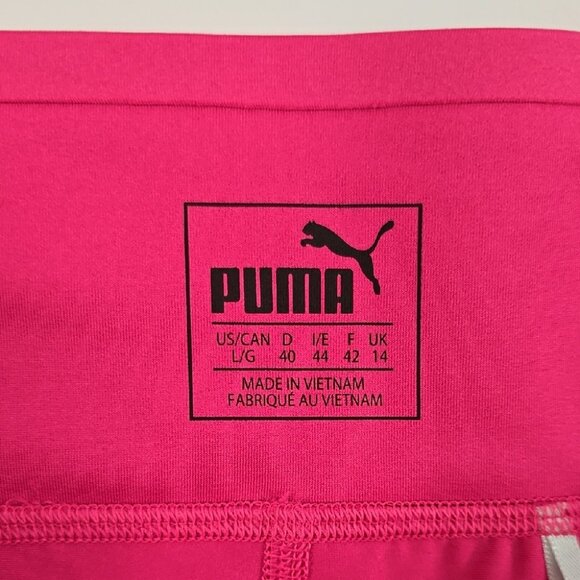 PUMA
US/CAN D I/E F UK
L/G 40 44 42 14
MADE IN VIETNAM
FABRIQUÉ AU VIETNAM